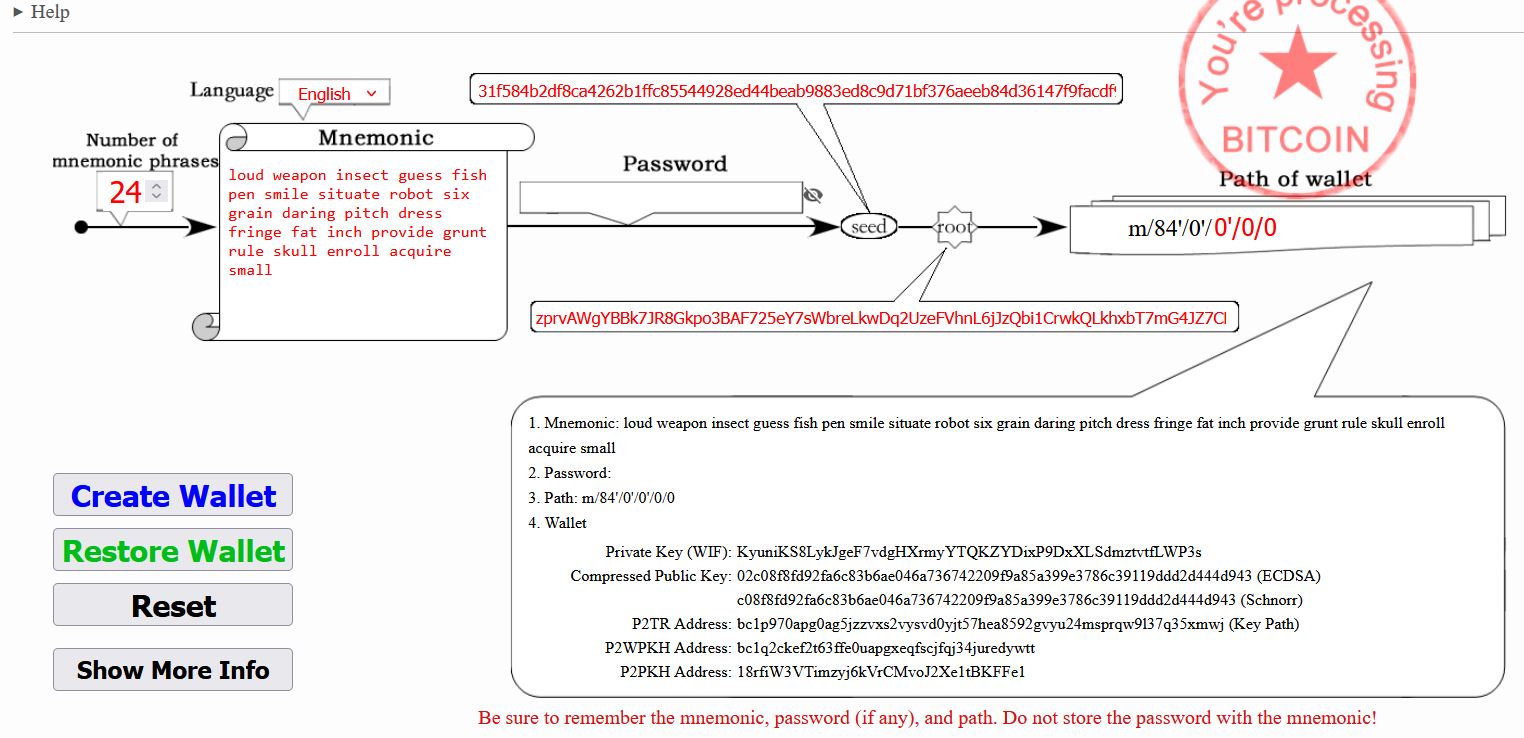 ► Help
You're processing
BITCOIN
Language English
31f584b2df8ca4262b1ffc85544928ed44beab9883ed8c9d71bf376aeeb84d36147f9facdf
Number of
mnemonic phrases
24
Mnemonic
loud weapon insect guess fish
pen smile situate robot six
grain daring pitch dress
fringe fat inch provide grunt
rule skull enroll acquire
small
Password
seed
root
Path of wallet
m/84'/0'/0'/0/0
zprvAWgYBBk7JR8Gkpo3BAF725eY7sWbreLkwDq2UzeFVhnL6jJzQbi1CrwkQLkhxbT7mG4JZ7Cl
1. Mnemonic: loud weapon insect guess fish pen smile situate robot six grain daring pitch dress fringe fat inch provide grunt rule skull enroll
acquire small
2. Password:
3. Path: m/84'/0'/0'/0/0
4. Wallet
Private Key (WIF): KyuniKS8LykJgeF7vdgHXrmyYTQKZYDixP9DxXLSdmztvtfLWP3s
Compressed Public Key: 02c08f8fd92fa6c83b6ae046a736742209f9a85a399e3786c39119ddd2d444d943 (ECDSA)
c08f8fd92fa6c83b6ae046a736742209f9a85a399e3786c39119ddd2d444d943 (Schnorr)
P2TR Address: bc1p970apg0ag5jzzvxs2vysvd0yjt57hea8592gvyu24msprqw9l37q35xmwj (Key Path)
P2WPKH Address: bc1q2ckef2t63ffe0uapgxeqfscjfqj34juredywtt
P2PKH Address: 18rfiW3VTimzyj6kVrCMvoJ2Xe1tBKFFe1
Create Wallet
Restore Wallet
Reset
Show More Info
Be sure to remember the mnemonic, password (if any), and path. Do not store the password with the mnemonic!